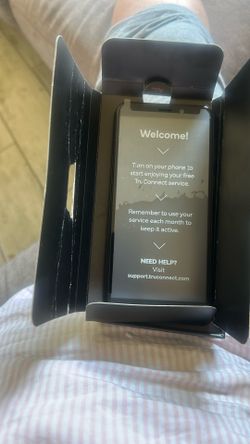 Welcome!
Turn on your phone to
start enjoying your free
TruConnect service.
Remember to use your
service each month to
keep it active.
NEED HELP?
Visit
support.truconnect.com